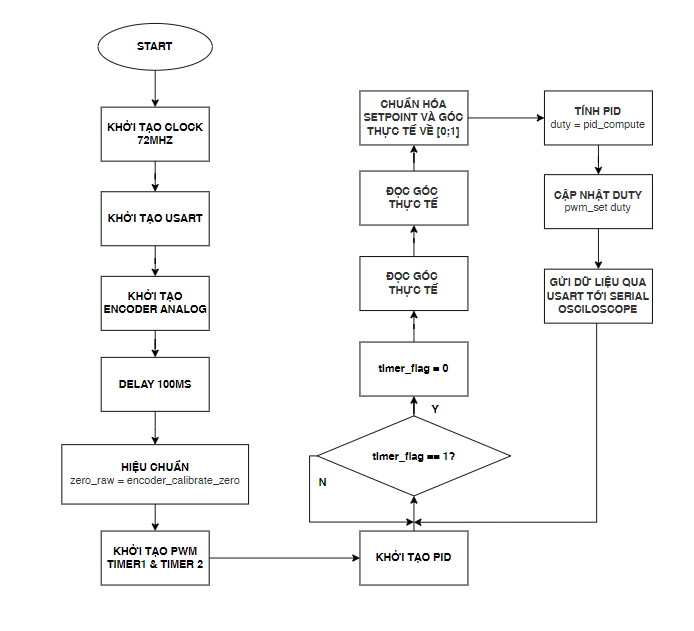 START
KHỞI TẠO CLOCK
72MHZ
KHỞI TẠO USART
KHỞI TẠO
ENCODER ANALOG
DELAY 100MS
HIỆU CHUẨN
zero_raw = encoder_calibrate_zero
KHỞI TẠO PWM
TIMER1 & TIMER 2
KHỞI TẠO PID
timer_flag == 1?
N
Y
timer_flag = 0
ĐỌC GÓC
THỰC TẾ
ĐỌC GÓC
THỰC TẾ
CHUẨN HÓA
SETPOINT VÀ GÓC
THỰC TẾ VỀ [0;1]
TÍNH PID
duty = pid_compute
CẬP NHẬT DUTY
pwm_set duty
GỬI DỮ LIỆU QUA
USART TỚI SERIAL
OSCILOSCOPE